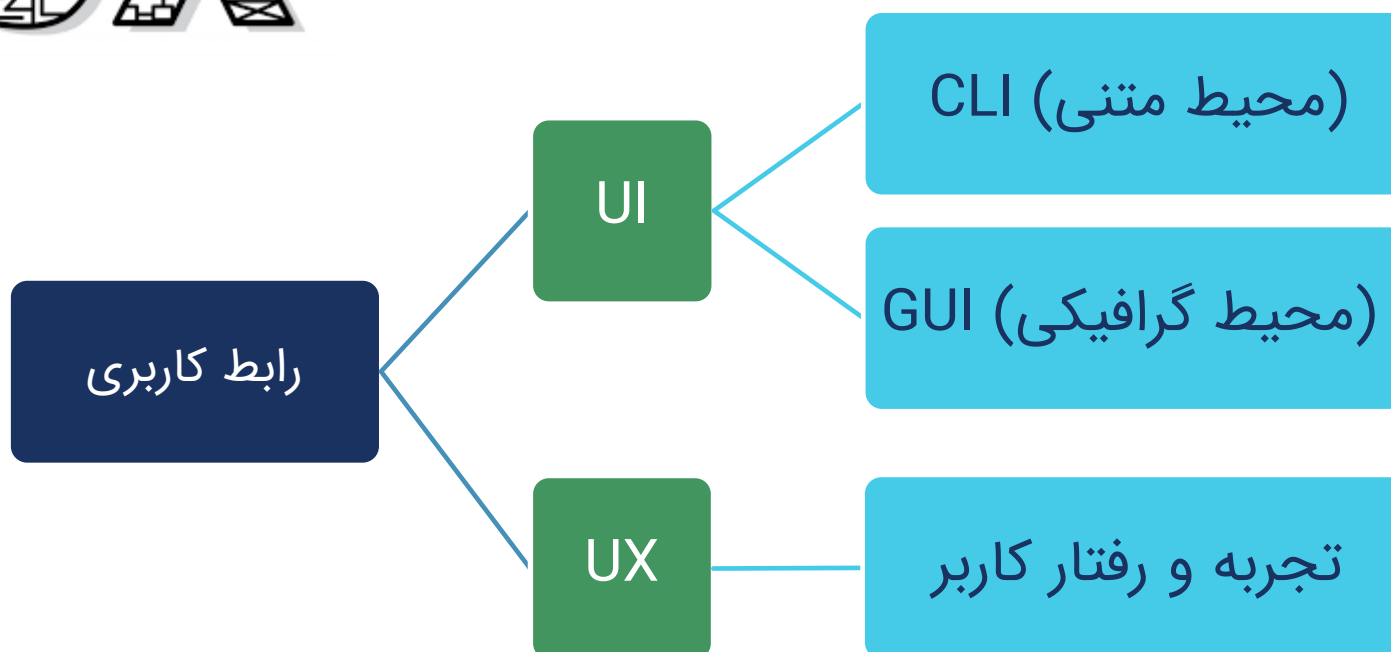 رابط کاربری
UI
CLI (محیط متنی)
GUI (محیط گرافیکی)
UX
تجربه و رفتار کاربر